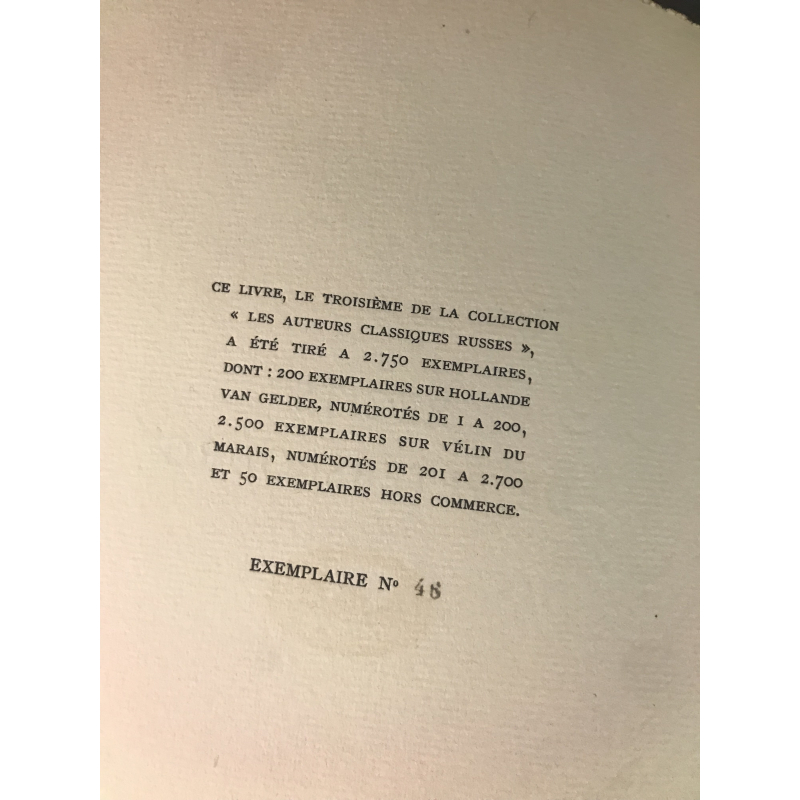 CE LIVRE, LE TROISIÈME DE LA COLLECTION
« LES AUTEURS CLASSIQUES RUSSES »,
A ÉTÉ TIRÉ A 2.750 EXEMPLAIRES,
DONT : 200 EXEMPLAIRES SUR HOLLANDE
VAN GELDER, NUMÉROTÉS DE 1 A 200,
2.500 EXEMPLAIRES SUR VÉLIN DU
MARAIS, NUMÉROTÉS DE 201 A 2.700
ET 50 EXEMPLAIRES HORS COMMERCE.
EXEMPLAIRE Nº